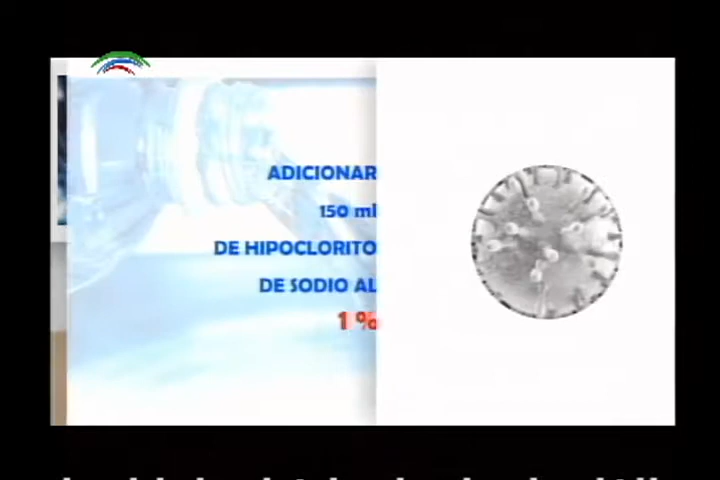 ADICIONAR
150 ml
DE HIPOCLORITO
DE SODIO AL
1 %